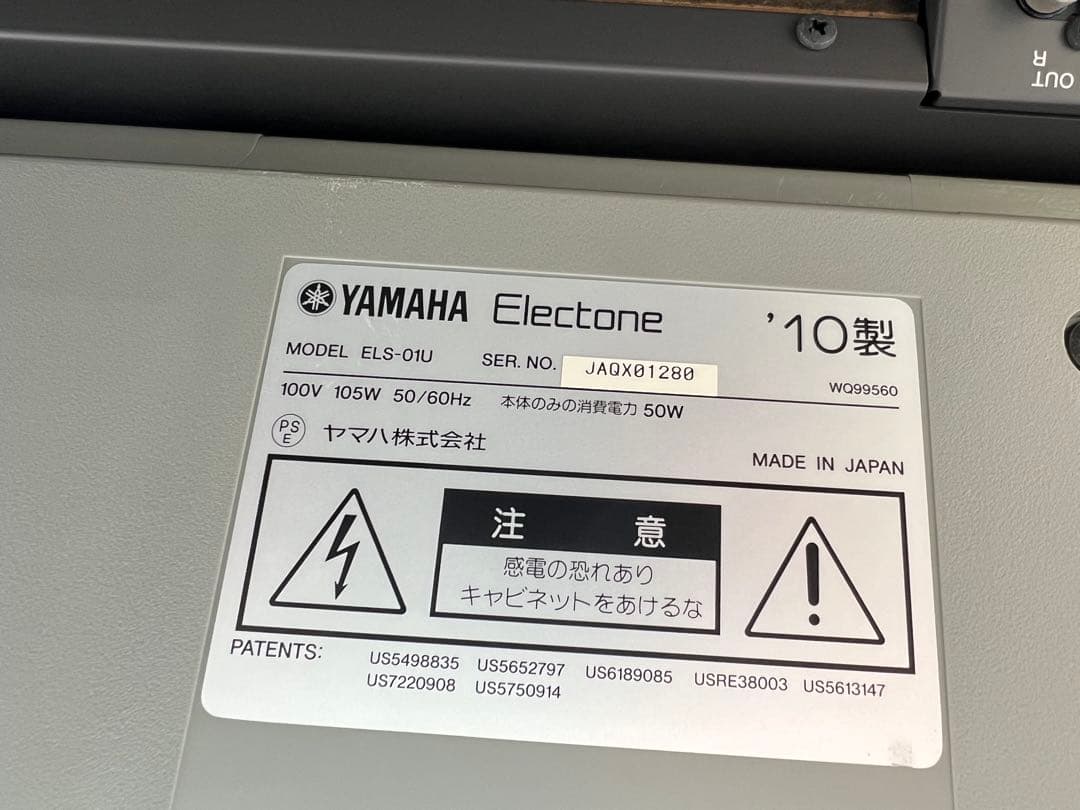 OUT
R
YAMAHA Electone '10製
MODEL ELS-01U SER. NO. JAQX01280 WQ99560
100V 105W 50/60Hz 本体のみの消費電力 50W
PSE ヤマハ株式会社 MADE IN JAPAN
注意
感電の恐れあり
キャビネットをあけるな
PATENTS: US5498835 US5652797 US6189085 USRE38003 US5613147
US7220908 US5750914